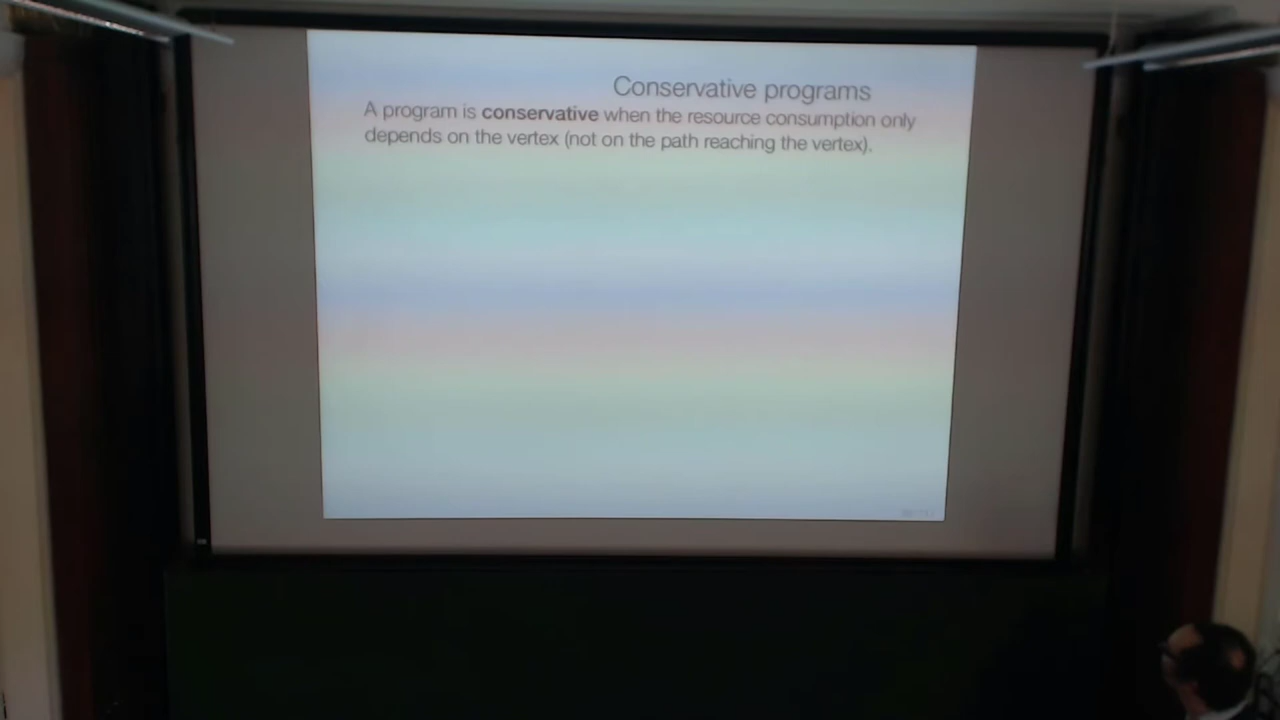 Conservative programs
A program is conservative when the resource consumption only
depends on the vertex (not on the path reaching the vertex).